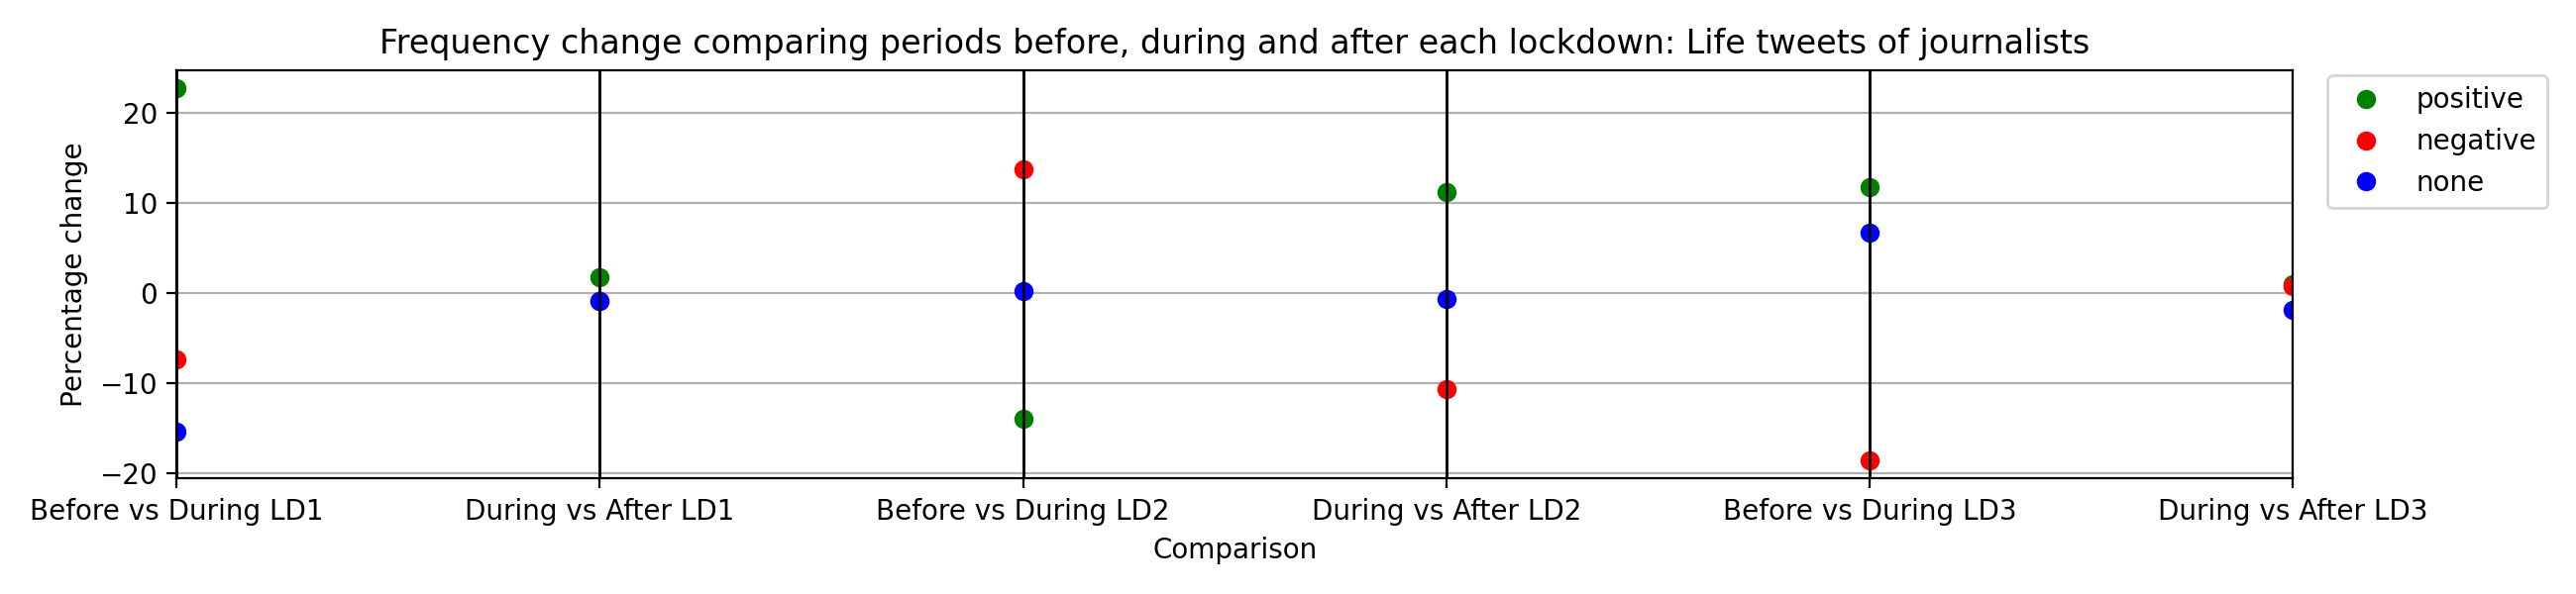 Frequency change comparing periods before, during and after each lockdown: Life tweets of journalists
positive
negative
none
Percentage change
20
10
0
−10
−20
Before vs During LD1
During vs After LD1
Before vs During LD2
During vs After LD2
Before vs During LD3
During vs After LD3
Comparison